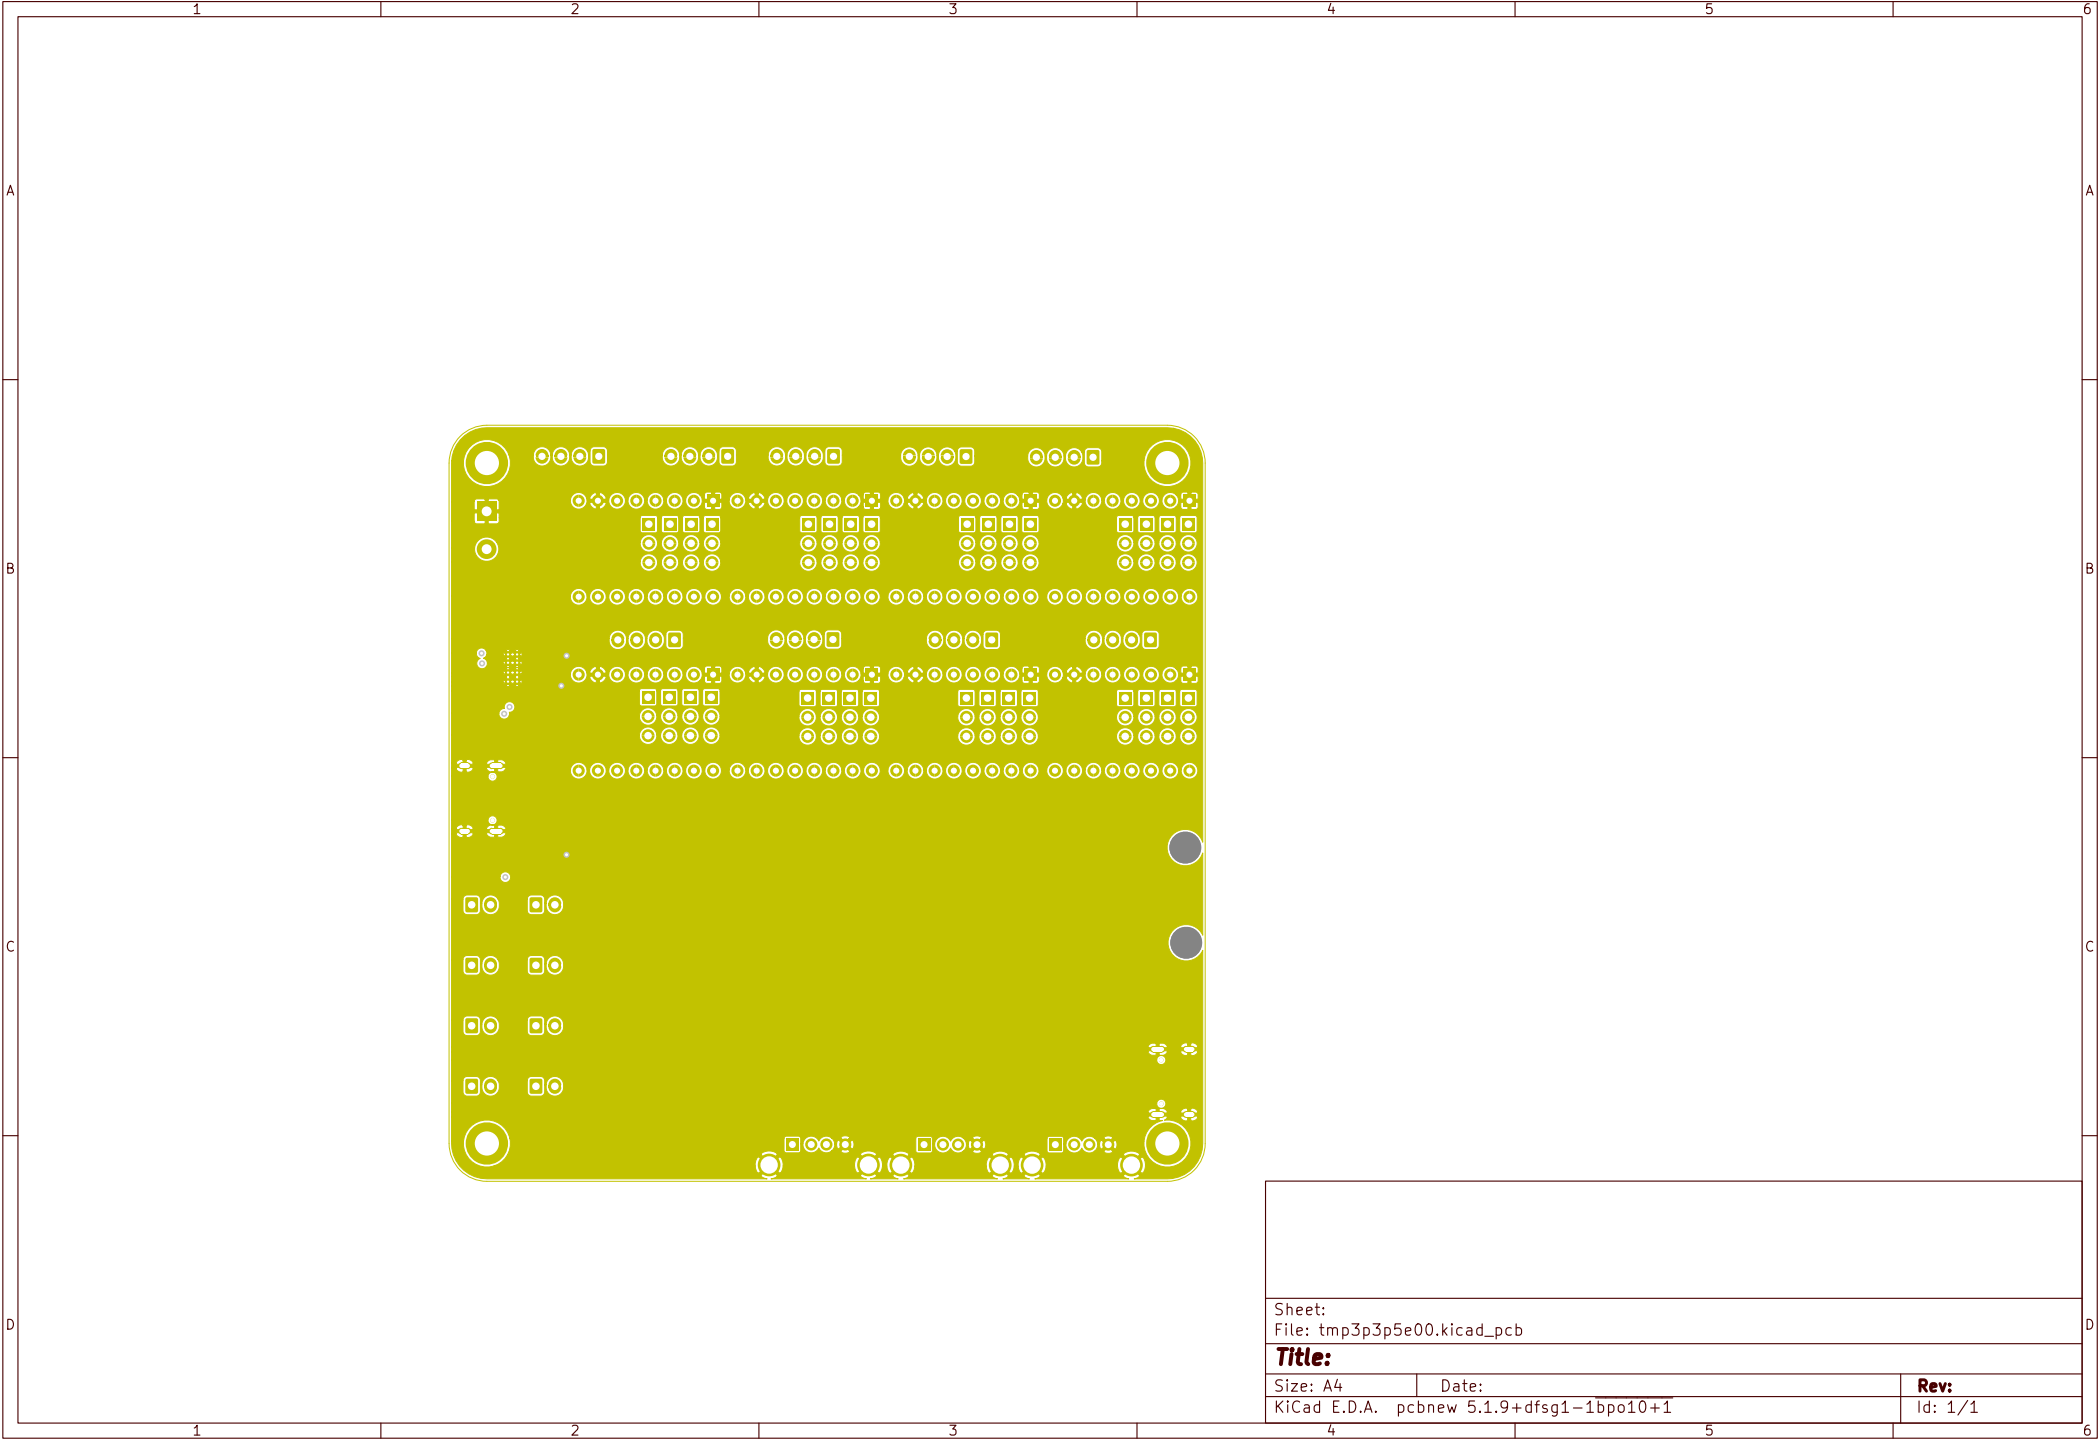 1 2 3 4 5 6
A A
B B
C C
Sheet:
File: tmp3p3p5e00.kicad_pcb
D D
Title:
Size: A4 Date: Rev:
KiCad E.D.A. pcbnew 5.1.9+dfsg1-1bpo10+1 Id: 1/1
1 2 3 4 5 6